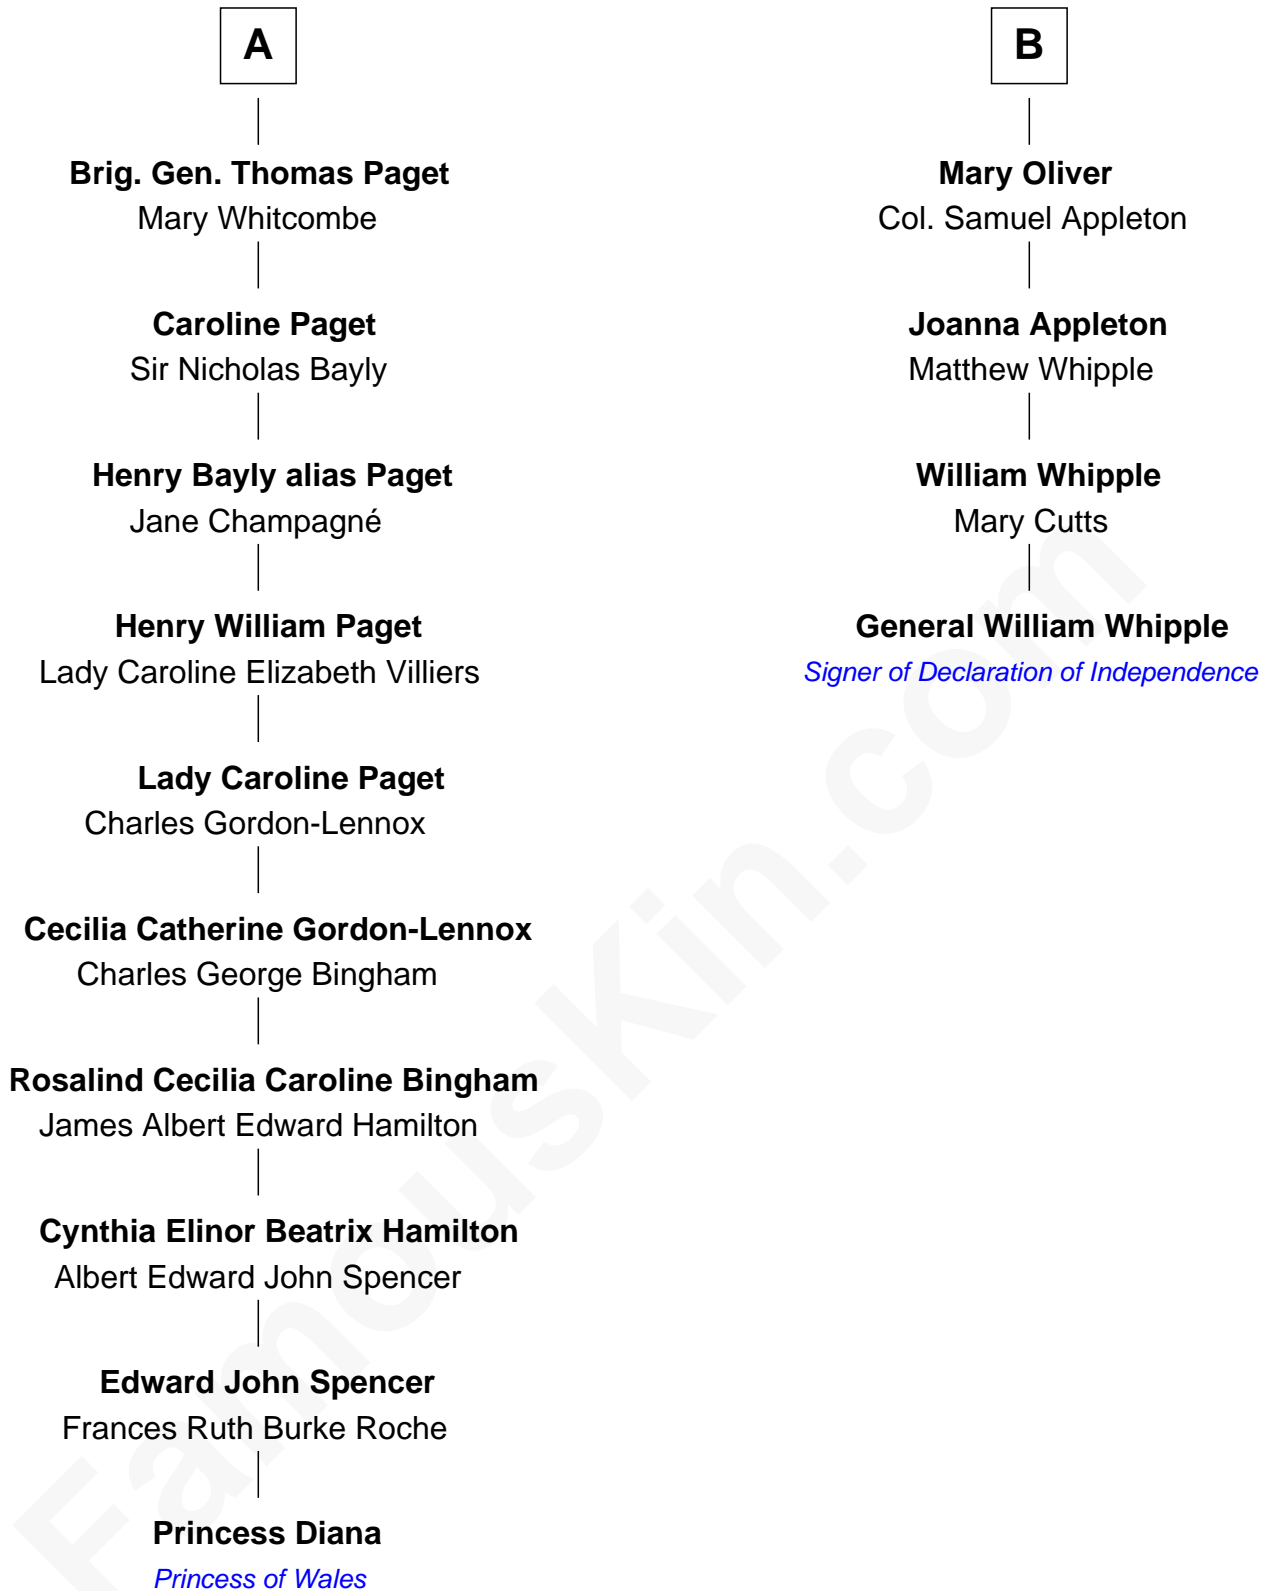 A
Brig. Gen. Thomas Paget
Mary Whitcombe
Caroline Paget
Sir Nicholas Bayly
Henry Bayly alias Paget
Jane Champagné
Henry William Paget
Lady Caroline Elizabeth Villiers
Lady Caroline Paget
Charles Gordon-Lennox
Cecilia Catherine Gordon-Lennox
Charles George Bingham
Rosalind Cecilia Caroline Bingham
James Albert Edward Hamilton
Cynthia Elinor Beatrix Hamilton
Albert Edward John Spencer
Edward John Spencer
Frances Ruth Burke Roche
Princess Diana
Princess of Wales
B
Mary Oliver
Col. Samuel Appleton
Joanna Appleton
Matthew Whipple
William Whipple
Mary Cutts
General William Whipple
Signer of Declaration of Independence
FamousKin.com